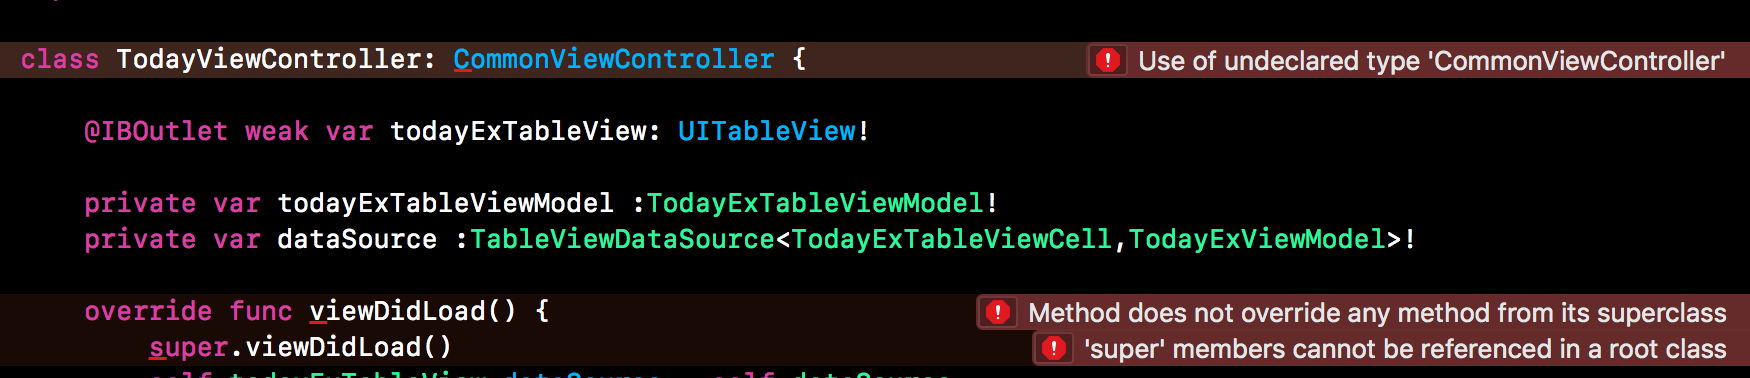 class TodayViewController: CommonViewController {
Use of undeclared type 'CommonViewController'
@IBOutlet weak var todayExTableView: UITableView!
private var todayExTableViewModel :TodayExTableViewModel!
private var dataSource :TableViewDataSource<TodayExTableViewCell,TodayExViewModel>!
override func viewDidLoad() {
Method does not override any method from its superclass
super.viewDidLoad()
'super' members cannot be referenced in a root class